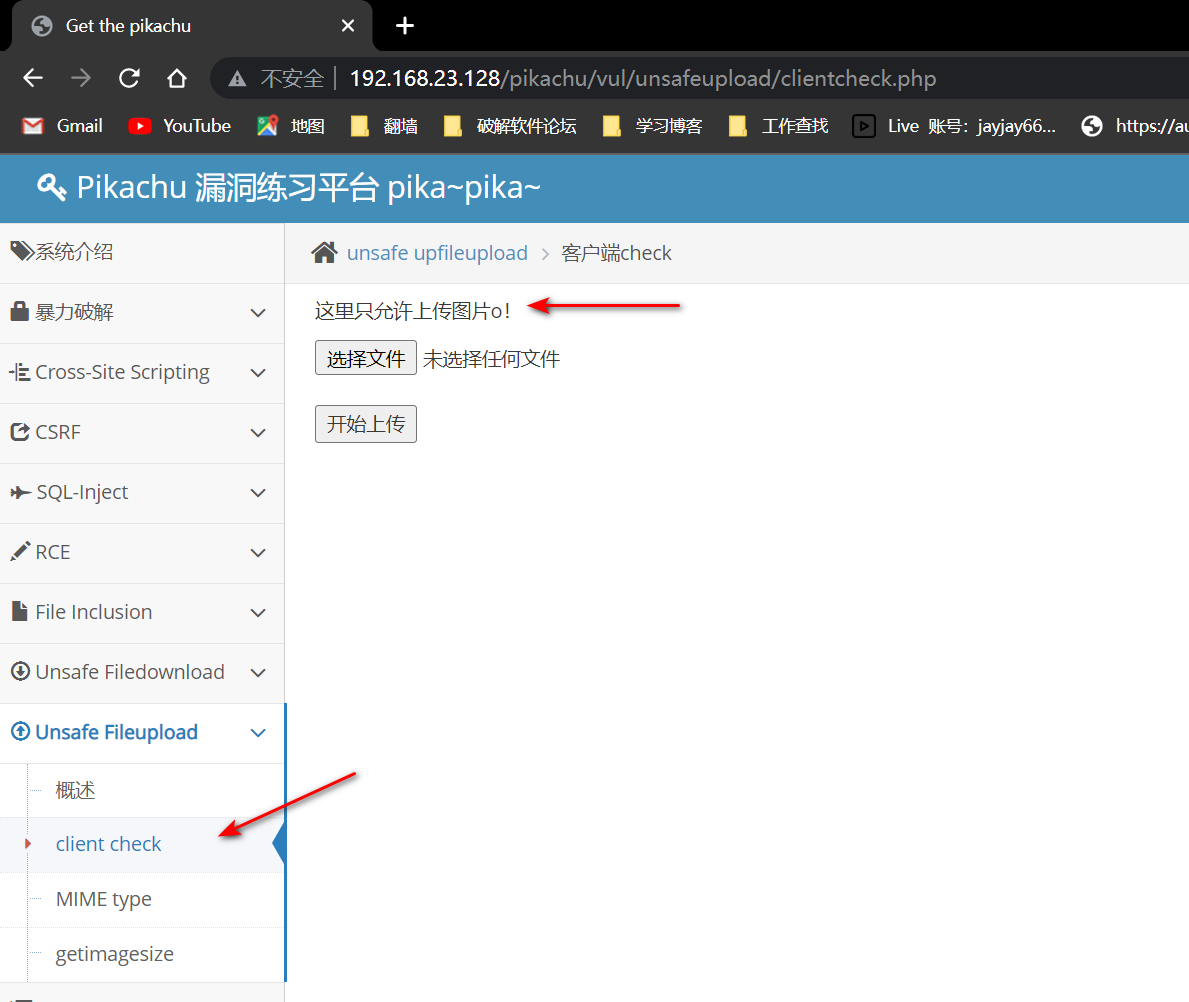 Get the pikachu
不安全 192.168.23.128/pikachu/vul/unsafeupload/clientcheck.php
Gmail YouTube 地图 翻墙 破解软件论坛 学习博客 工作查找 Live 账号：jayjay66... https://au
Pikachu 漏洞练习平台 pika~pika~
系统介绍
暴力破解
Cross-Site Scripting
CSRF
SQL-Inject
RCE
File Inclusion
Unsafe Filedownload
Unsafe Fileupload
概述
client check
MIME type
getimagesize
unsafe upfileupload 客户端check
这里只允许上传图片o！
选择文件 未选择任何文件
开始上传